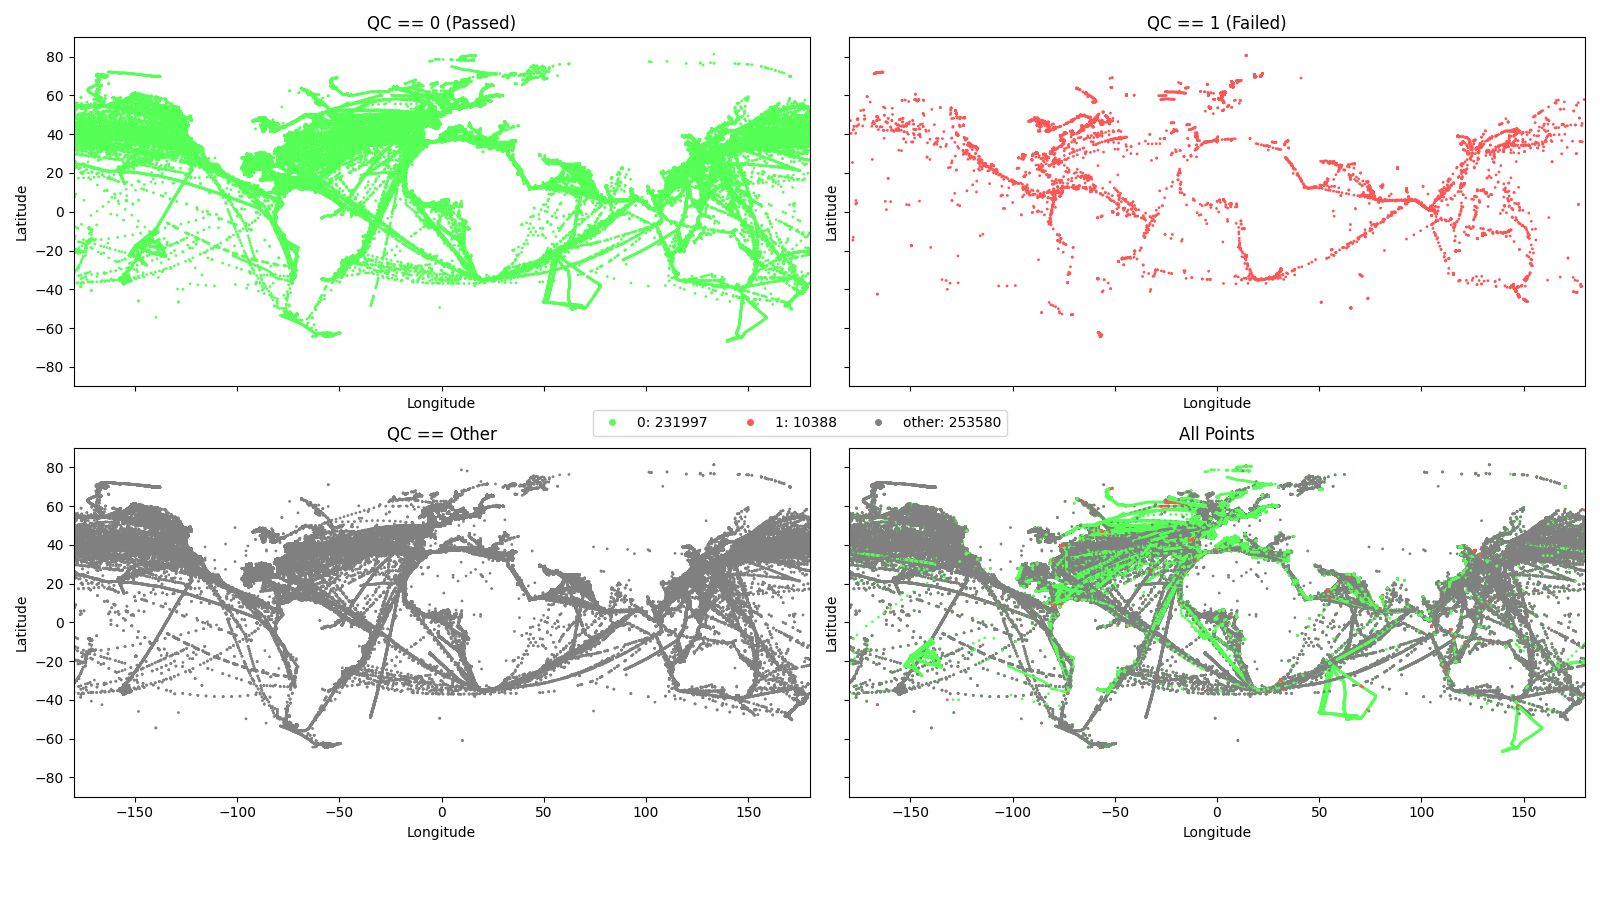 QC == 0 (Passed)
QC == 1 (Failed)
80
60
40
20
0
−20
−40
−60
−80
Latitude
Latitude
Longitude
Longitude
0: 231997
1: 10388
other: 253580
QC == Other
All Points
80
60
40
20
0
−20
−40
−60
−80
Latitude
Latitude
−150
−100
−50
0
50
100
150
−150
−100
−50
0
50
100
150
Longitude
Longitude